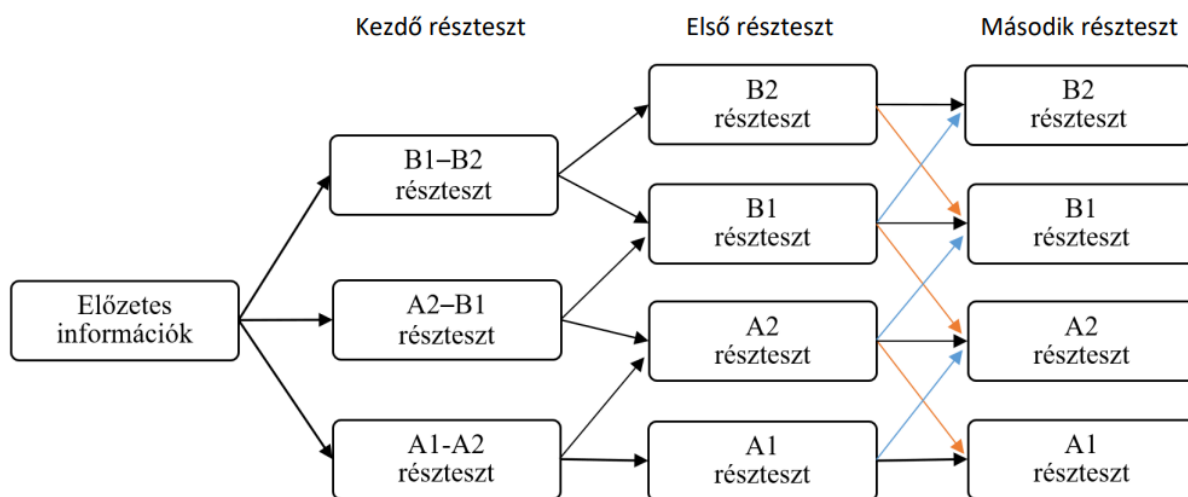 Kezdő részteszt
Első részteszt
Második részteszt
Előzetes
információk
B1–B2
részteszt
A2–B1
részteszt
A1-A2
részteszt
B2
részteszt
B1
részteszt
A2
részteszt
A1
részteszt
B2
részteszt
B1
részteszt
A2
részteszt
A1
részteszt